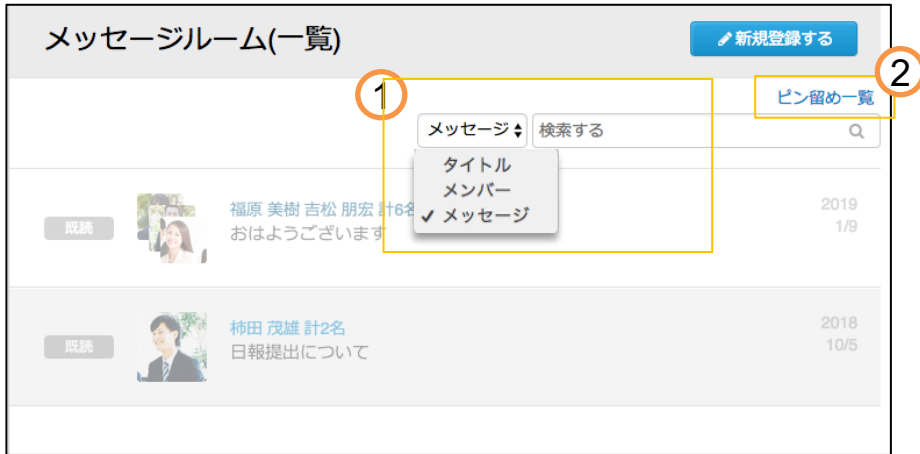 メッセージルーム(一覧)
新規登録する
2
ピン留め一覧
1
メッセージ 検索する
タイトル
メンバー
✓ メッセージ
福原 美樹 吉松 朋宏 計6名
2019
既読
おはようございます
1/9
柿田 茂雄 計2名
2018
既読
日報提出について
10/5